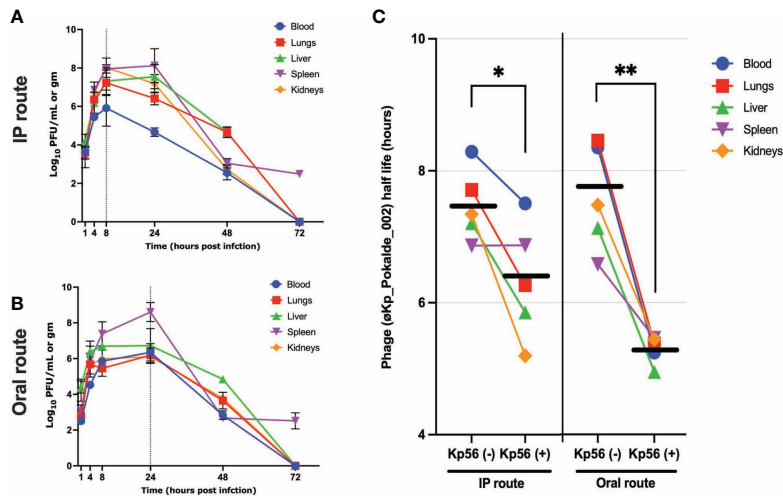 A
IP route
Log10 PFU/mL or gm
10
8
6
4
2
0
1 4 8 24 48 72
Time (hours post infction)
Blood
Lungs
Liver
Spleen
Kidneys
B
Oral route
Log10 PFU/mL or gm
10
8
6
4
2
0
1 4 8 24 48 72
Time (hours post infction)
Blood
Lungs
Liver
Spleen
Kidneys
C
Phage (øKp_Pokalde_002) half life (hours)
10
8
6
4
*
**
Kp56 (-) Kp56 (+) Kp56 (-) Kp56 (+)
IP route Oral route
Blood
Lungs
Liver
Spleen
Kidneys